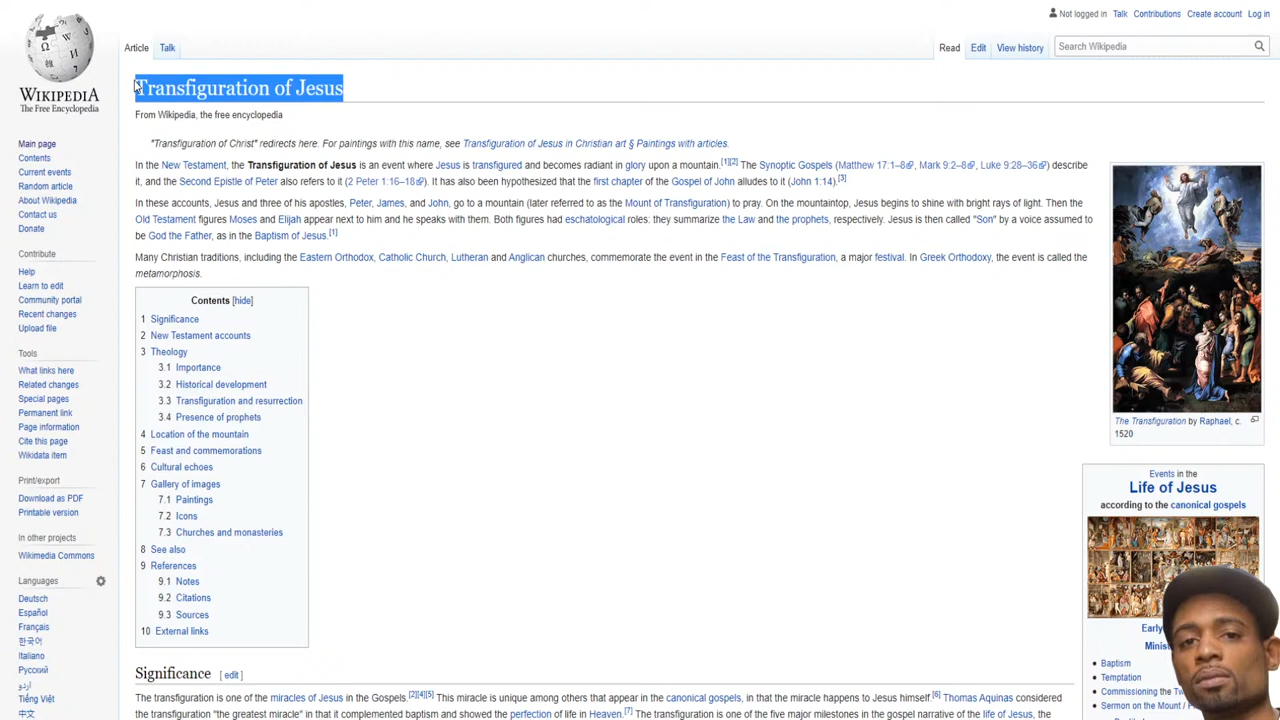 Not logged in Talk Contributions Create account Log in
Article Talk Read Edit View history Search Wikipedia
WIKIPEDIA
The Free Encyclopedia
Main page
Contents
Current events
Random article
About Wikipedia
Contact us
Donate
Contribute
Help
Learn to edit
Community portal
Recent changes
Upload file
Tools
What links here
Related changes
Special pages
Permanent link
Page information
Cite this page
Wikidata item
Print/export
Download as PDF
Printable version
In other projects
Wikimedia Commons
Languages
Deutsch
Español
Français
한국어
Italiano
Русский
اردو
Tiếng Việt
中文
Transfiguration of Jesus
From Wikipedia, the free encyclopedia
"Transfiguration of Christ" redirects here. For paintings with this name, see Transfiguration of Jesus in Christian art § Paintings with articles.
In the New Testament, the Transfiguration of Jesus is an event where Jesus is transfigured and becomes radiant in glory upon a mountain.[1][2] The Synoptic Gospels (Matthew 17:1–8, Mark 9:2–8, Luke 9:28–36) describe
it, and the Second Epistle of Peter also refers to it (2 Peter 1:16–18). It has also been hypothesized that the first chapter of the Gospel of John alludes to it (John 1:14).[3]
In these accounts, Jesus and three of his apostles, Peter, James, and John, go to a mountain (later referred to as the Mount of Transfiguration) to pray. On the mountaintop, Jesus begins to shine with bright rays of light. Then the
Old Testament figures Moses and Elijah appear next to him and he speaks with them. Both figures had eschatological roles: they summarize the Law and the prophets, respectively. Jesus is then called "Son" by a voice assumed to
be God the Father, as in the Baptism of Jesus.[1]
Many Christian traditions, including the Eastern Orthodox, Catholic Church, Lutheran and Anglican churches, commemorate the event in the Feast of the Transfiguration, a major festival. In Greek Orthodoxy, the event is called the
metamorphosis.
Contents [hide]
1 Significance
2 New Testament accounts
3 Theology
3.1 Importance
3.2 Historical development
3.3 Transfiguration and resurrection
3.4 Presence of prophets
4 Location of the mountain
5 Feast and commemorations
6 Cultural echoes
7 Gallery of images
7.1 Paintings
7.2 Icons
7.3 Churches and monasteries
8 See also
9 References
9.1 Notes
9.2 Citations
9.3 Sources
10 External links
Significance [ edit ]
The transfiguration is one of the miracles of Jesus in the Gospels.[2][4][5] This miracle is unique among others that appear in the canonical gospels, in that the miracle happens to Jesus himself.[6] Thomas Aquinas considered
the transfiguration "the greatest miracle" in that it complemented baptism and showed the perfection of life in Heaven.[7] The transfiguration is one of the five major milestones in the gospel narrative of the life of Jesus, the
The Transfiguration by Raphael, c.
1520
Events in the
Life of Jesus
according to the canonical gospels
Early
Minis
Baptism
Temptation
Commissioning the Tw
Sermon on the Mount / P